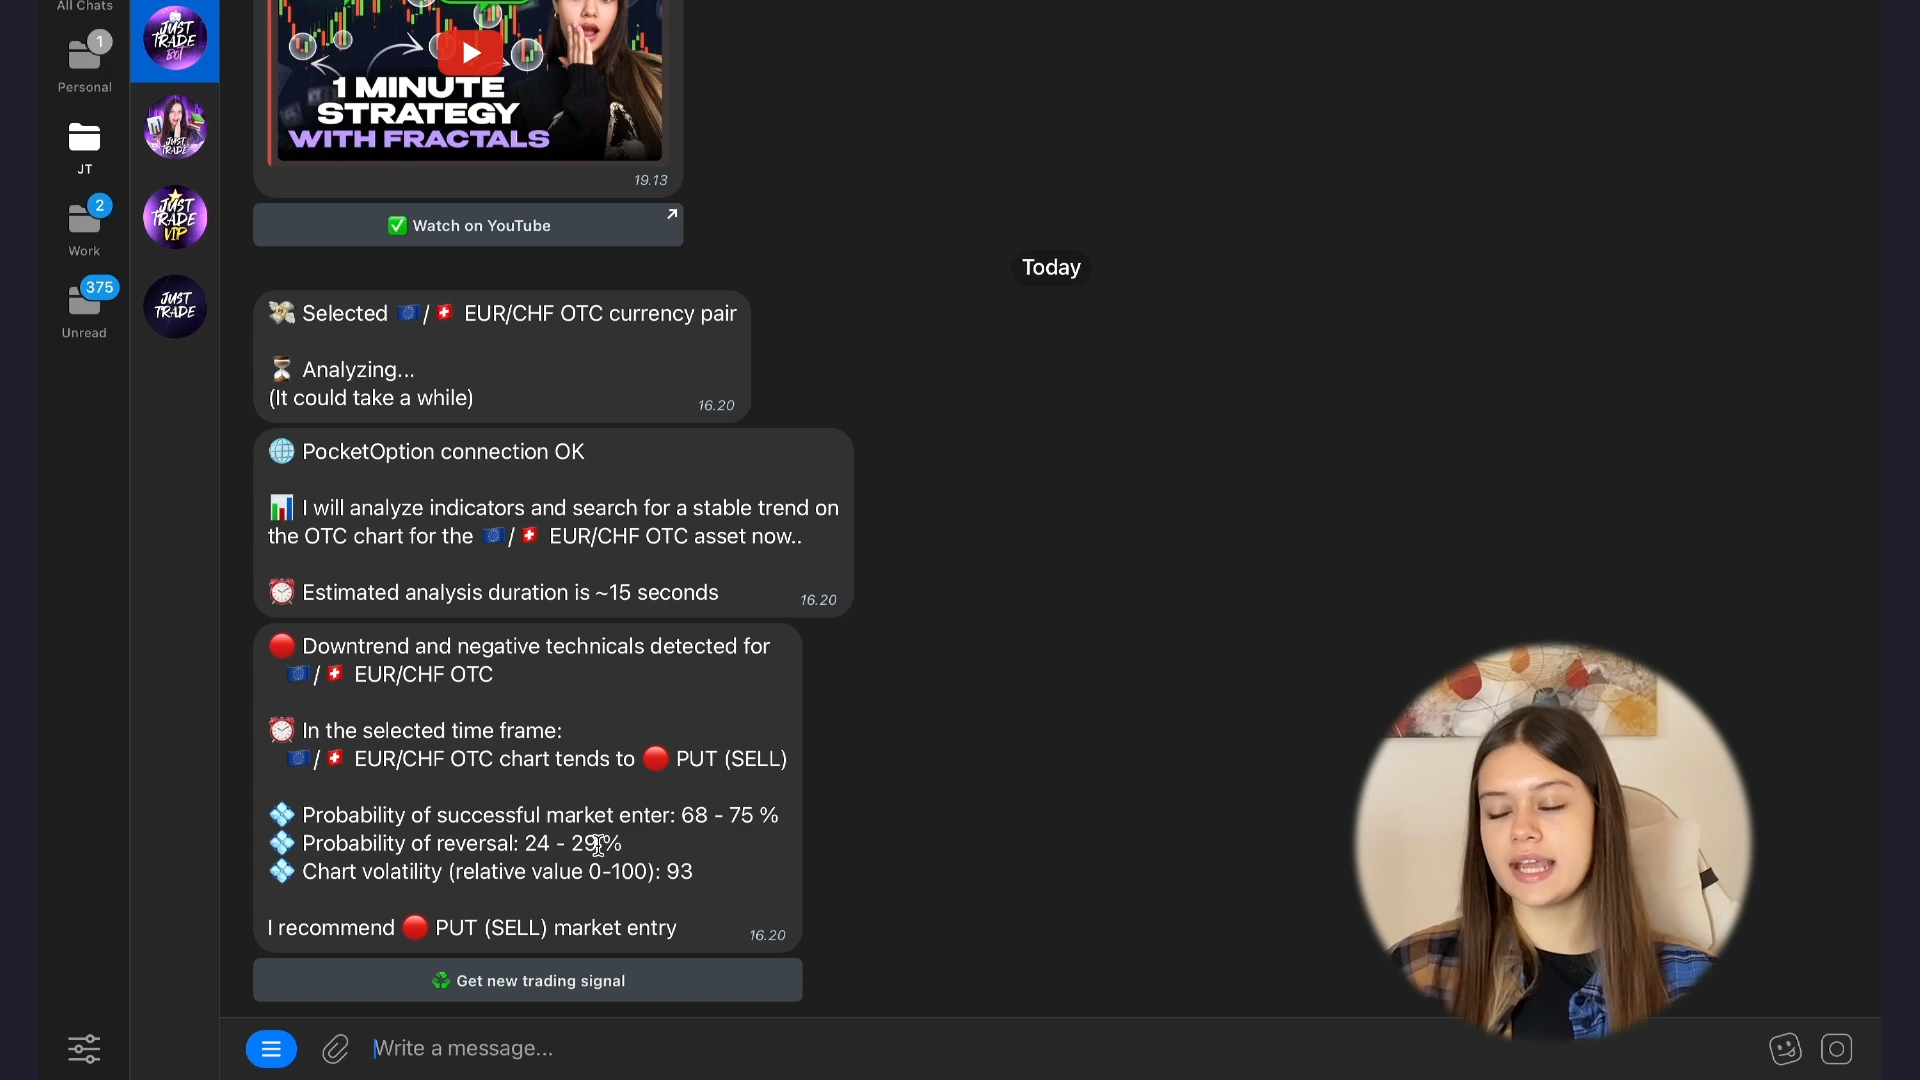 All Chats
1
Personal
JT
2
Work
375
Unread
JUST
TRADE
BOT
JUST
TRADE
JUST
TRADE
VIP
JUST
TRADE
1 MINUTE
STRATEGY
WITH FRACTALS
19.13
✅ Watch on YouTube
Today
💸 Selected 🇪🇺/🇨🇭 EUR/CHF OTC currency pair
⏳ Analyzing...
(It could take a while)
16.20
🌐 PocketOption connection OK
📊 I will analyze indicators and search for a stable trend on
the OTC chart for the 🇪🇺/🇨🇭 EUR/CHF OTC asset now..
⏰ Estimated analysis duration is ~15 seconds
16.20
🔴 Downtrend and negative technicals detected for
🇪🇺/🇨🇭 EUR/CHF OTC
⏰ In the selected time frame:
🇪🇺/🇨🇭 EUR/CHF OTC chart tends to 🔴 PUT (SELL)
💠 Probability of successful market enter: 68 - 75 %
💠 Probability of reversal: 24 - 29 %
💠 Chart volatility (relative value 0-100): 93
I recommend 🔴 PUT (SELL) market entry
16.20
♻️ Get new trading signal
Write a message...